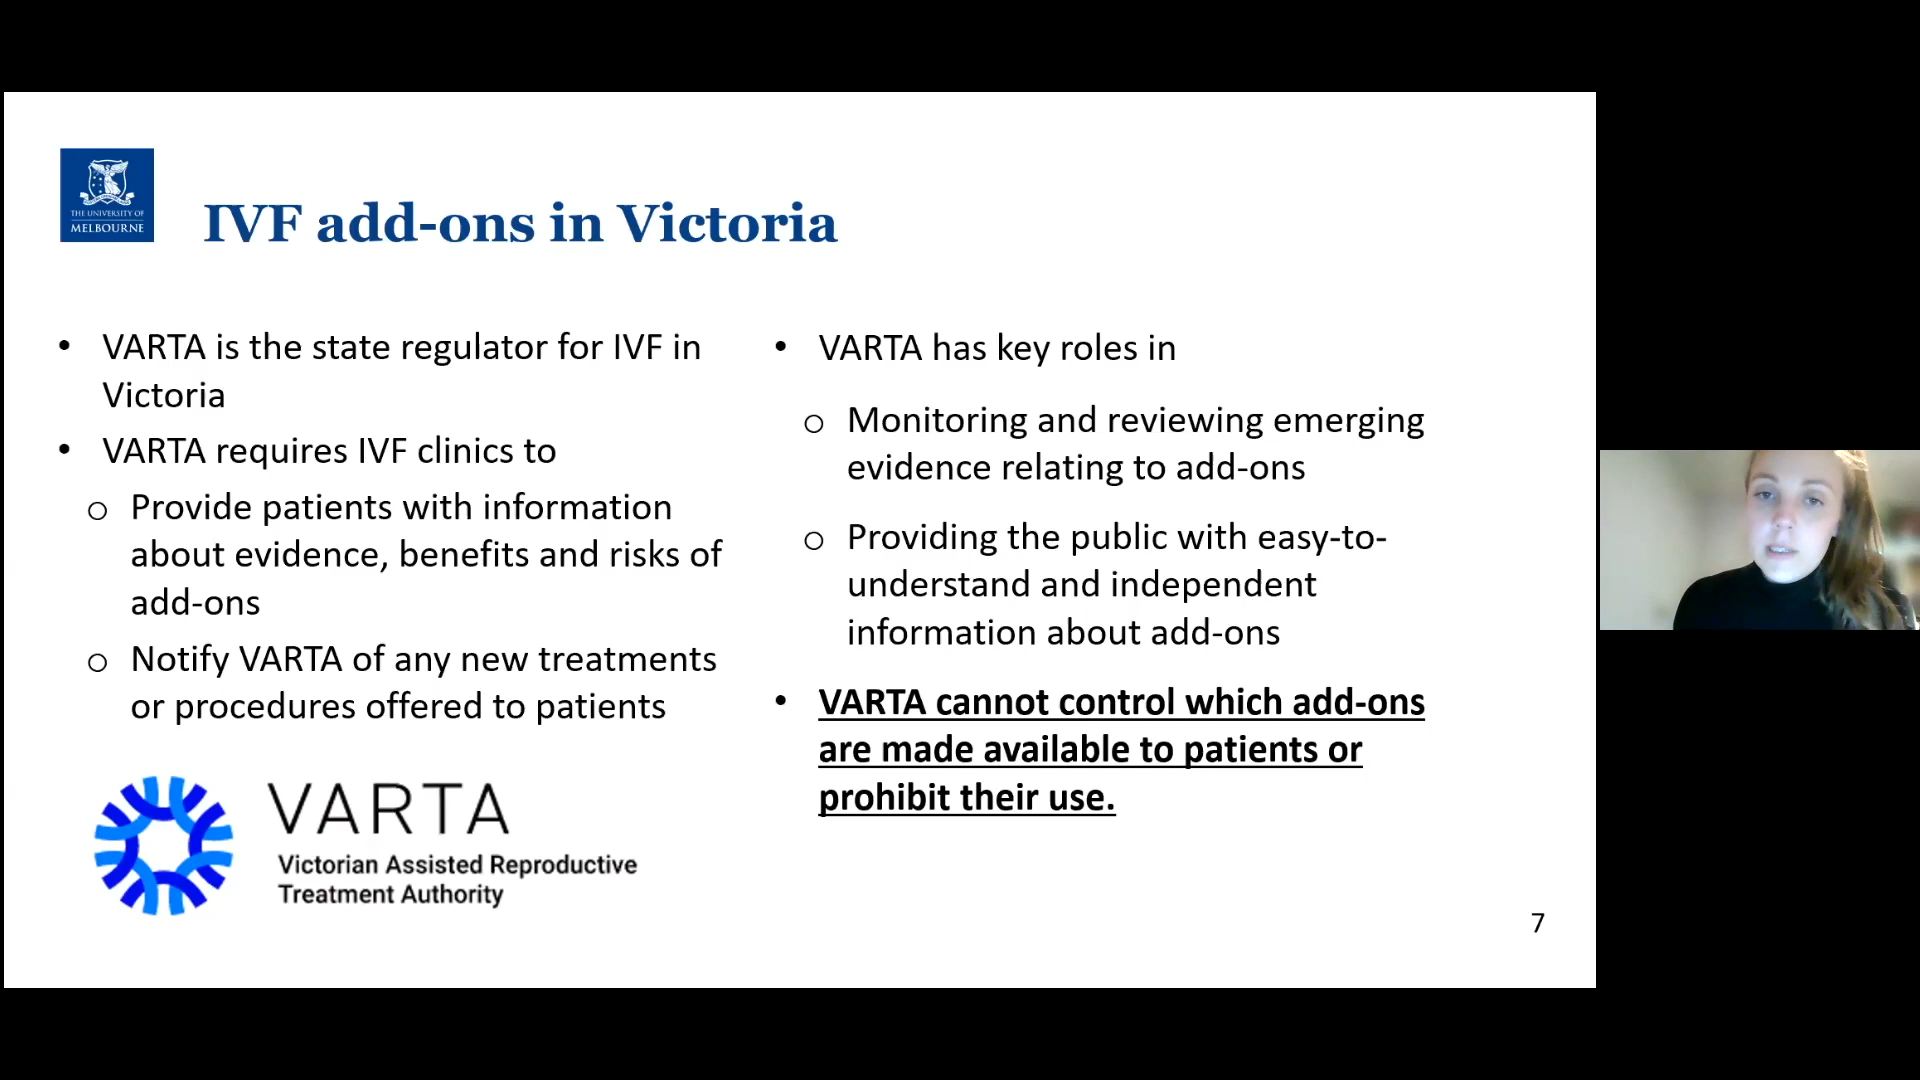 THE UNIVERSITY OF
MELBOURNE
IVF add-ons in Victoria
• VARTA is the state regulator for IVF in
Victoria
• VARTA requires IVF clinics to
o Provide patients with information
about evidence, benefits and risks of
add-ons
o Notify VARTA of any new treatments
or procedures offered to patients
VARTA
Victorian Assisted Reproductive
Treatment Authority
• VARTA has key roles in
o Monitoring and reviewing emerging
evidence relating to add-ons
o Providing the public with easy-to-
understand and independent
information about add-ons
• VARTA cannot control which add-ons
are made available to patients or
prohibit their use.
7